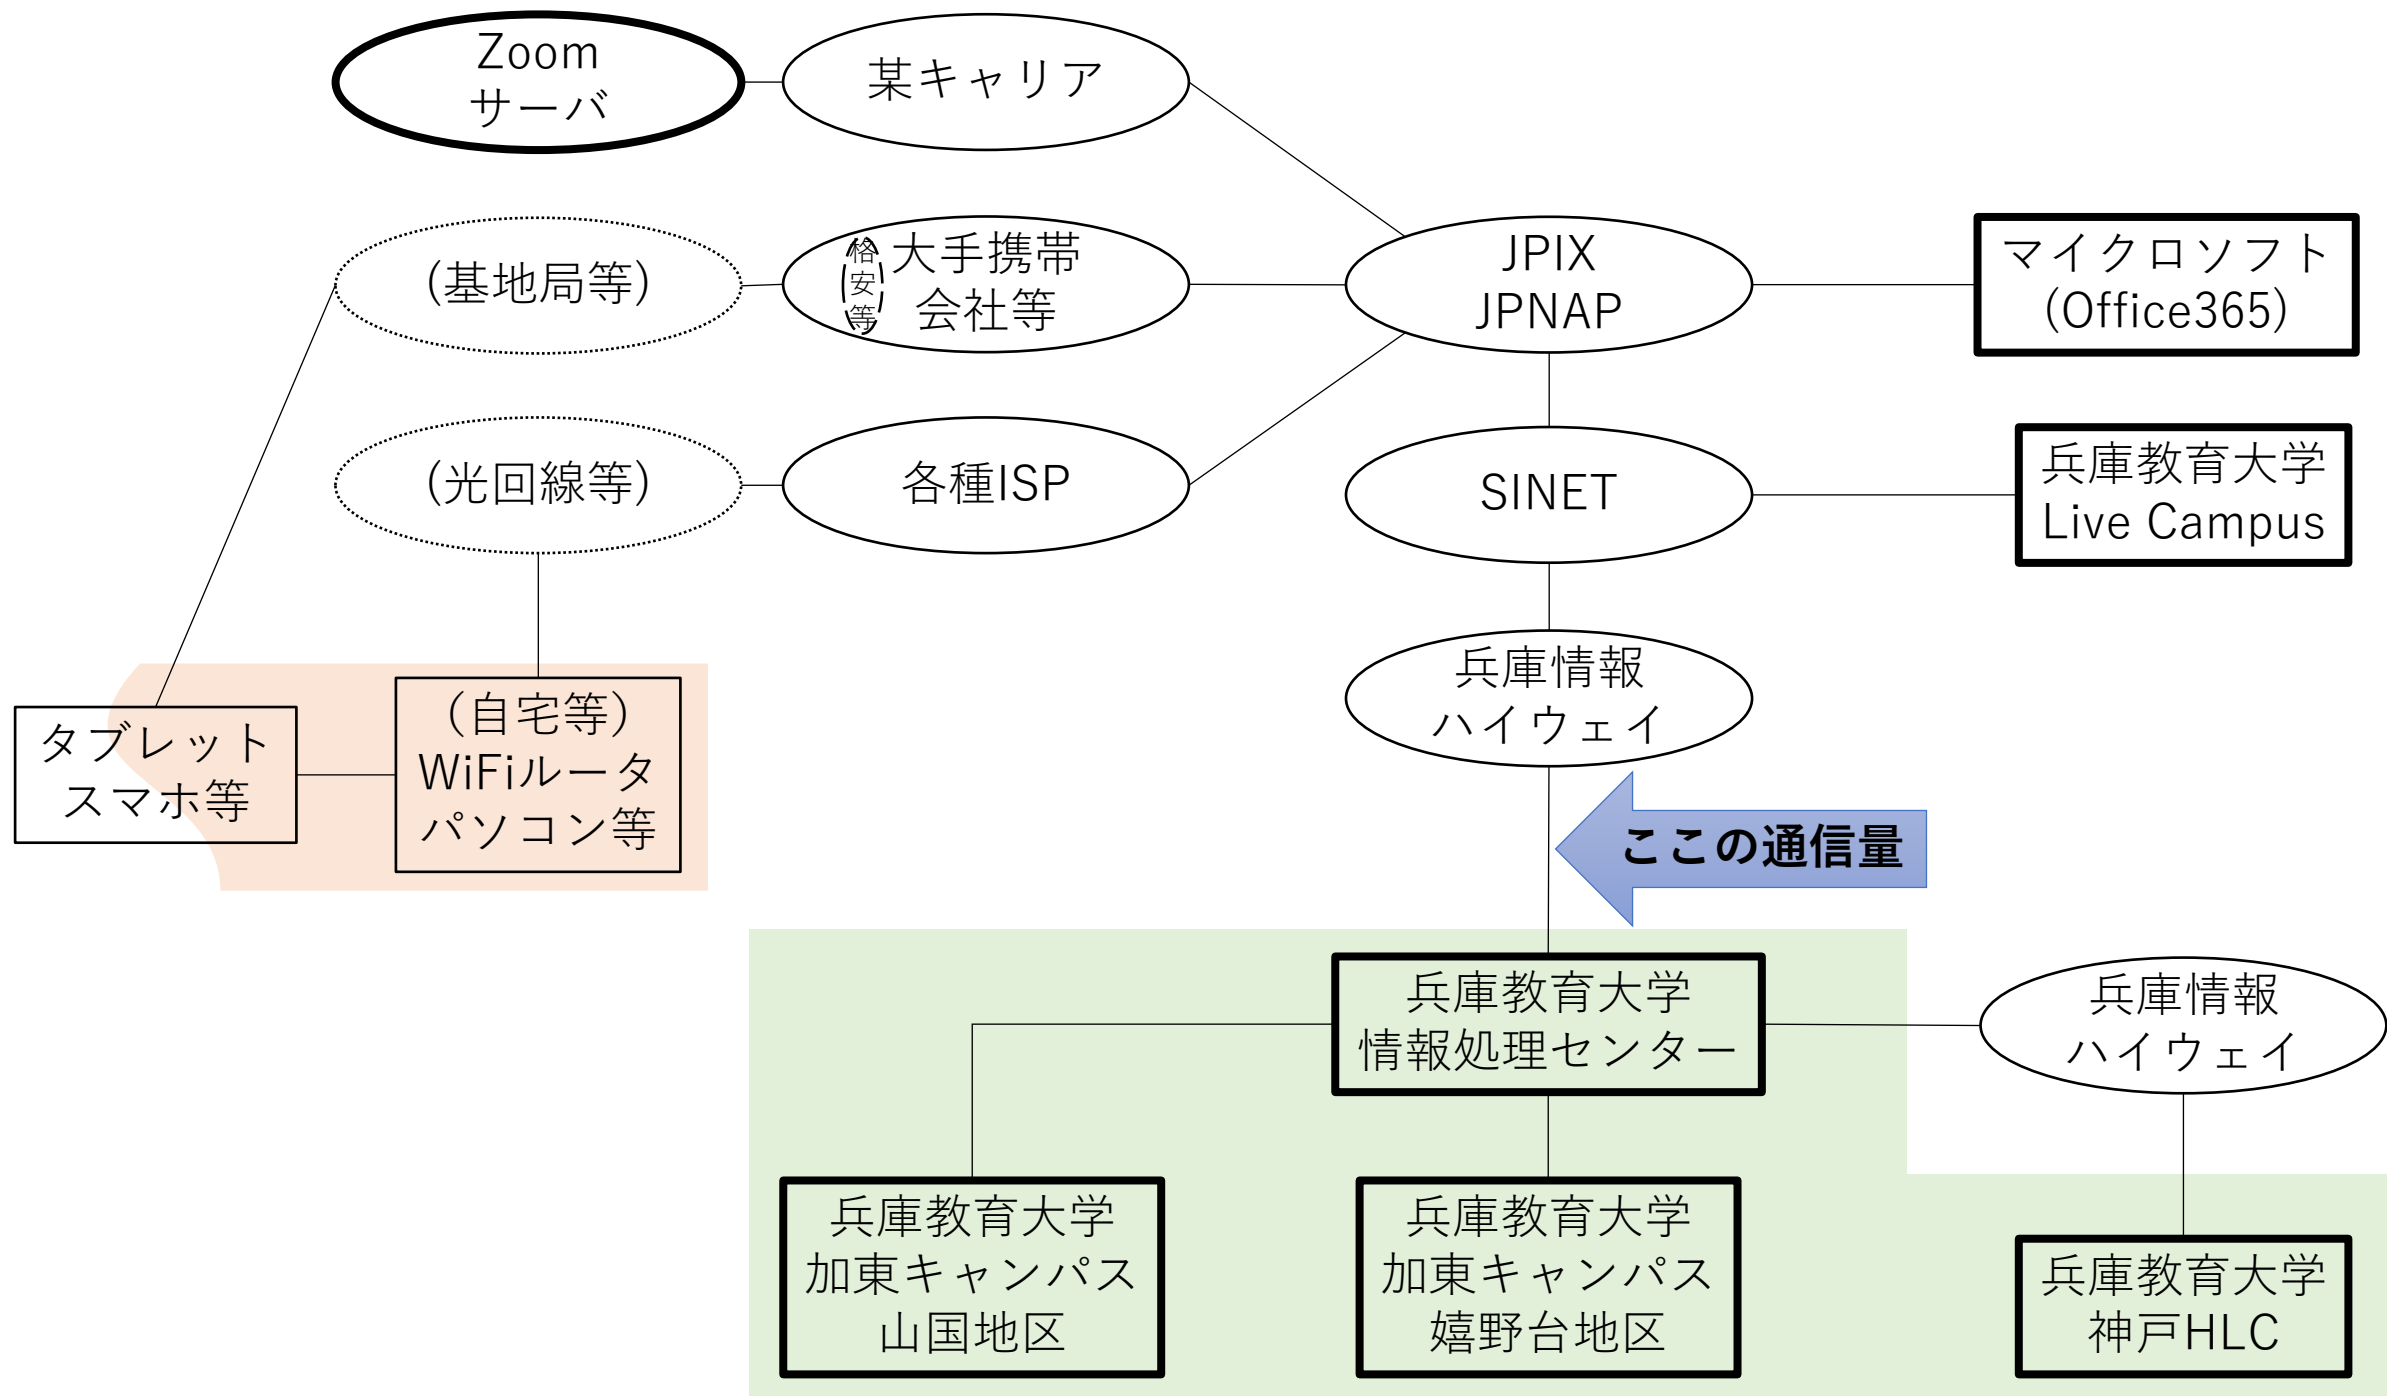 Zoom
サーバ
某キャリア
(基地局等)
格
安
等
大手携帯
会社等
JPIX
JPNAP
マイクロソフト
(Office365)
(光回線等)
各種ISP
SINET
兵庫教育大学
Live Campus
兵庫情報
ハイウェイ
タブレット
スマホ等
(自宅等)
WiFiルータ
パソコン等
ここの通信量
兵庫教育大学
情報処理センター
兵庫情報
ハイウェイ
兵庫教育大学
加東キャンパス
山国地区
兵庫教育大学
加東キャンパス
嬉野台地区
兵庫教育大学
神戸HLC